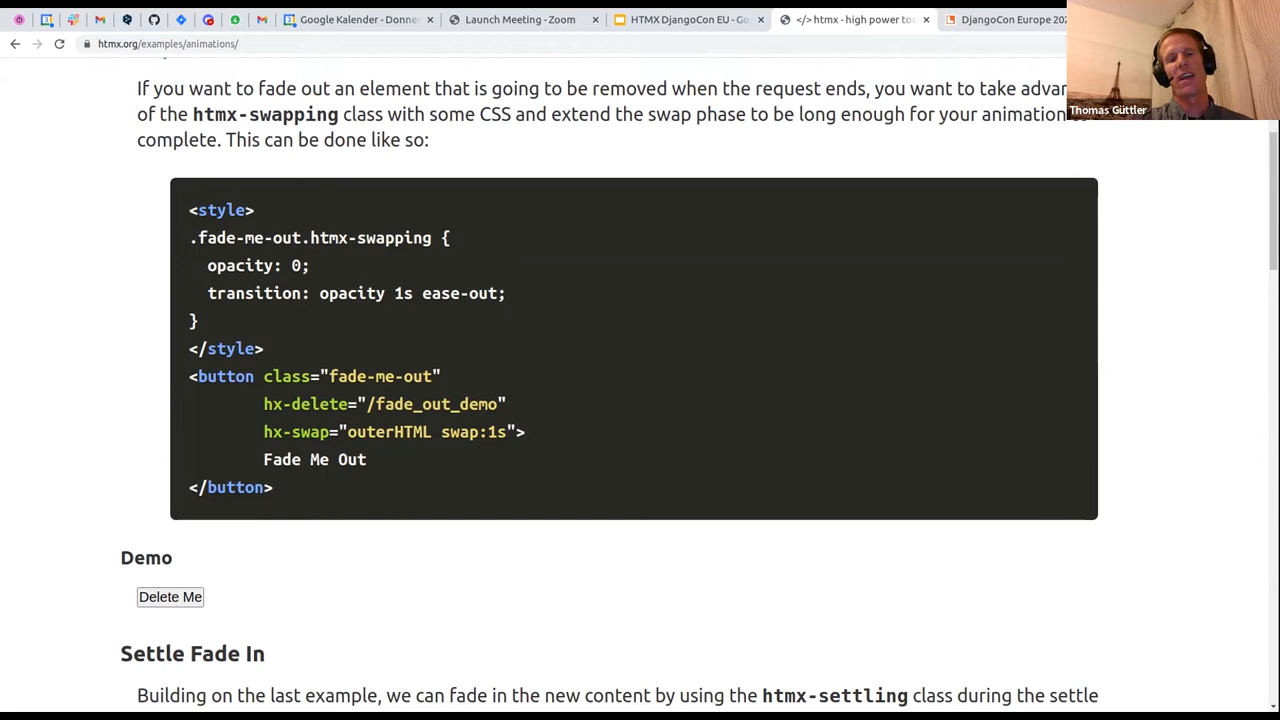 Google Kalender - Donner
Launch Meeting - Zoom
HTMX DjangoCon EU - Go
</> htmx - high power too
DjangoCon Europe 202
htmx.org/examples/animations/
Thomas Güttler
If you want to fade out an element that is going to be removed when the request ends, you want to take advan
of the htmx-swapping class with some CSS and extend the swap phase to be long enough for your animation
complete. This can be done like so:
<style>
.fade-me-out.htmx-swapping {
opacity: 0;
transition: opacity 1s ease-out;
}
</style>
<button class="fade-me-out"
hx-delete="/fade_out_demo"
hx-swap="outerHTML swap:1s">
Fade Me Out
</button>
Demo
Delete Me
Settle Fade In
Building on the last example, we can fade in the new content by using the htmx-settling class during the settle